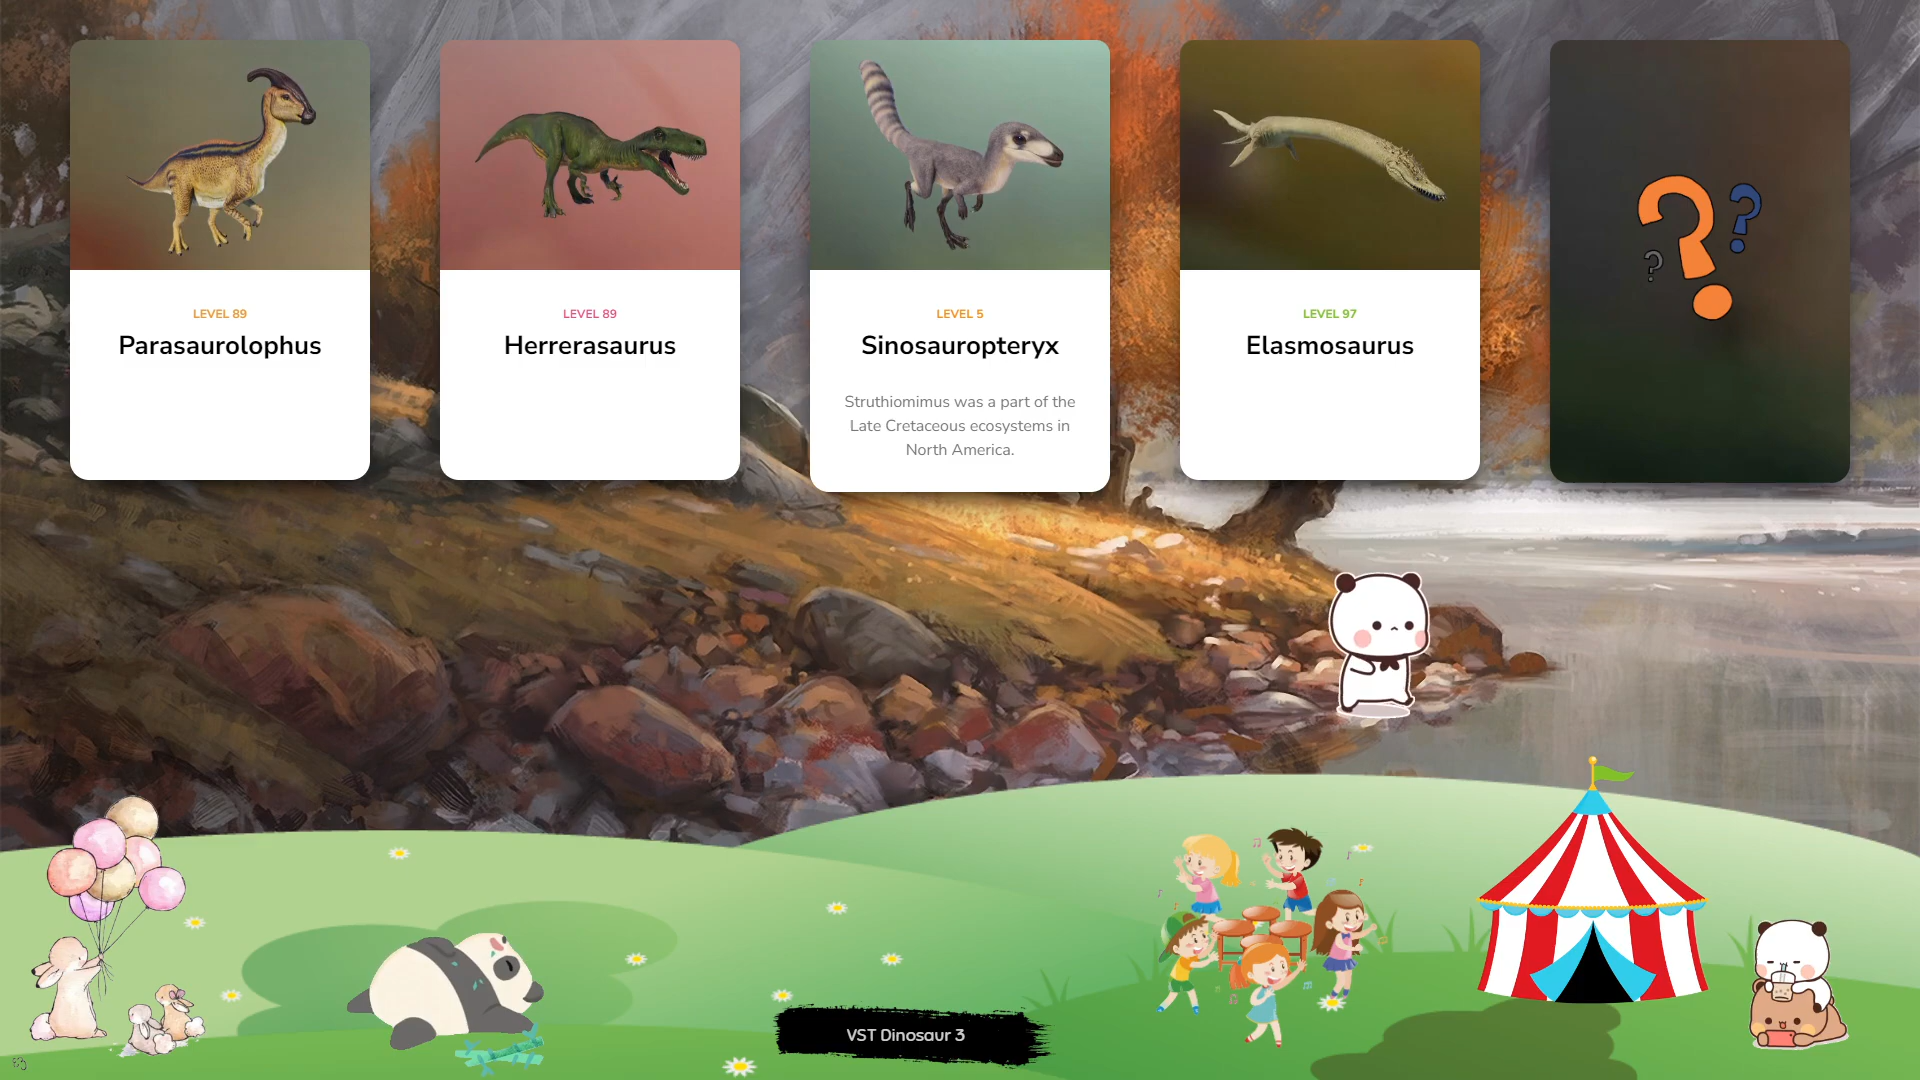 LEVEL 89
Parasaurolophus
LEVEL 89
Herrerasaurus
LEVEL 5
Sinosauropteryx
Struthiomimus was a part of the
Late Cretaceous ecosystems in
North America.
LEVEL 97
Elasmosaurus
???
VST Dinosaur 3